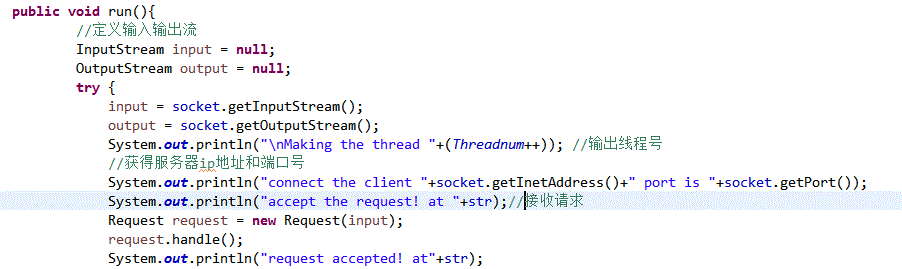 public void run(){
//定义输入输出流
InputStream input = null;
OutputStream output = null;
try {
input = socket.getInputStream();
output = socket.getOutputStream();
System.out.println("\nMaking the thread "+(Threadnum++)); //输出线程号
//获得服务器ip地址和端口号
System.out.println("connect the client "+socket.getInetAddress()+" port is "+socket.getPort());
System.out.println("accept the request! at "+str);//接收请求
Request request = new Request(input);
request.handle();
System.out.println("request accepted! at"+str);